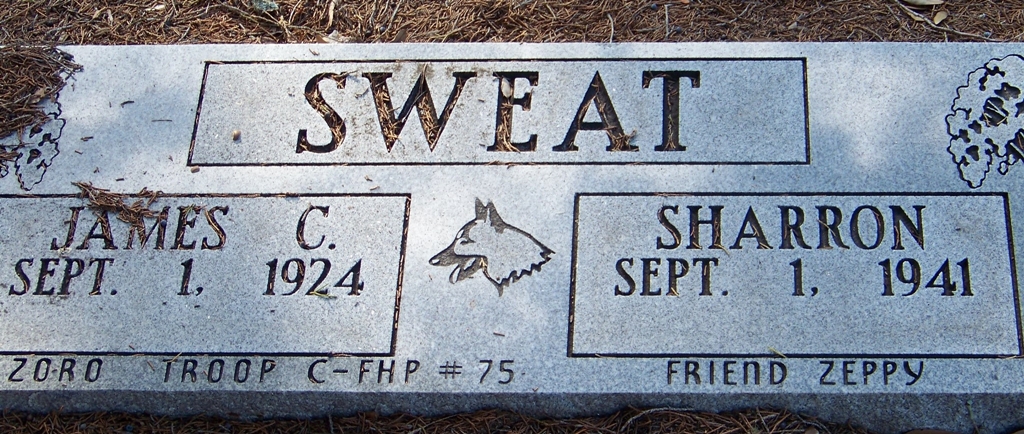 SWEAT
JAMES C.
SEPT. 1, 1924
SHARRON
SEPT. 1, 1941
ZORO TROOP C-FHP # 75
FRIEND ZEPPY